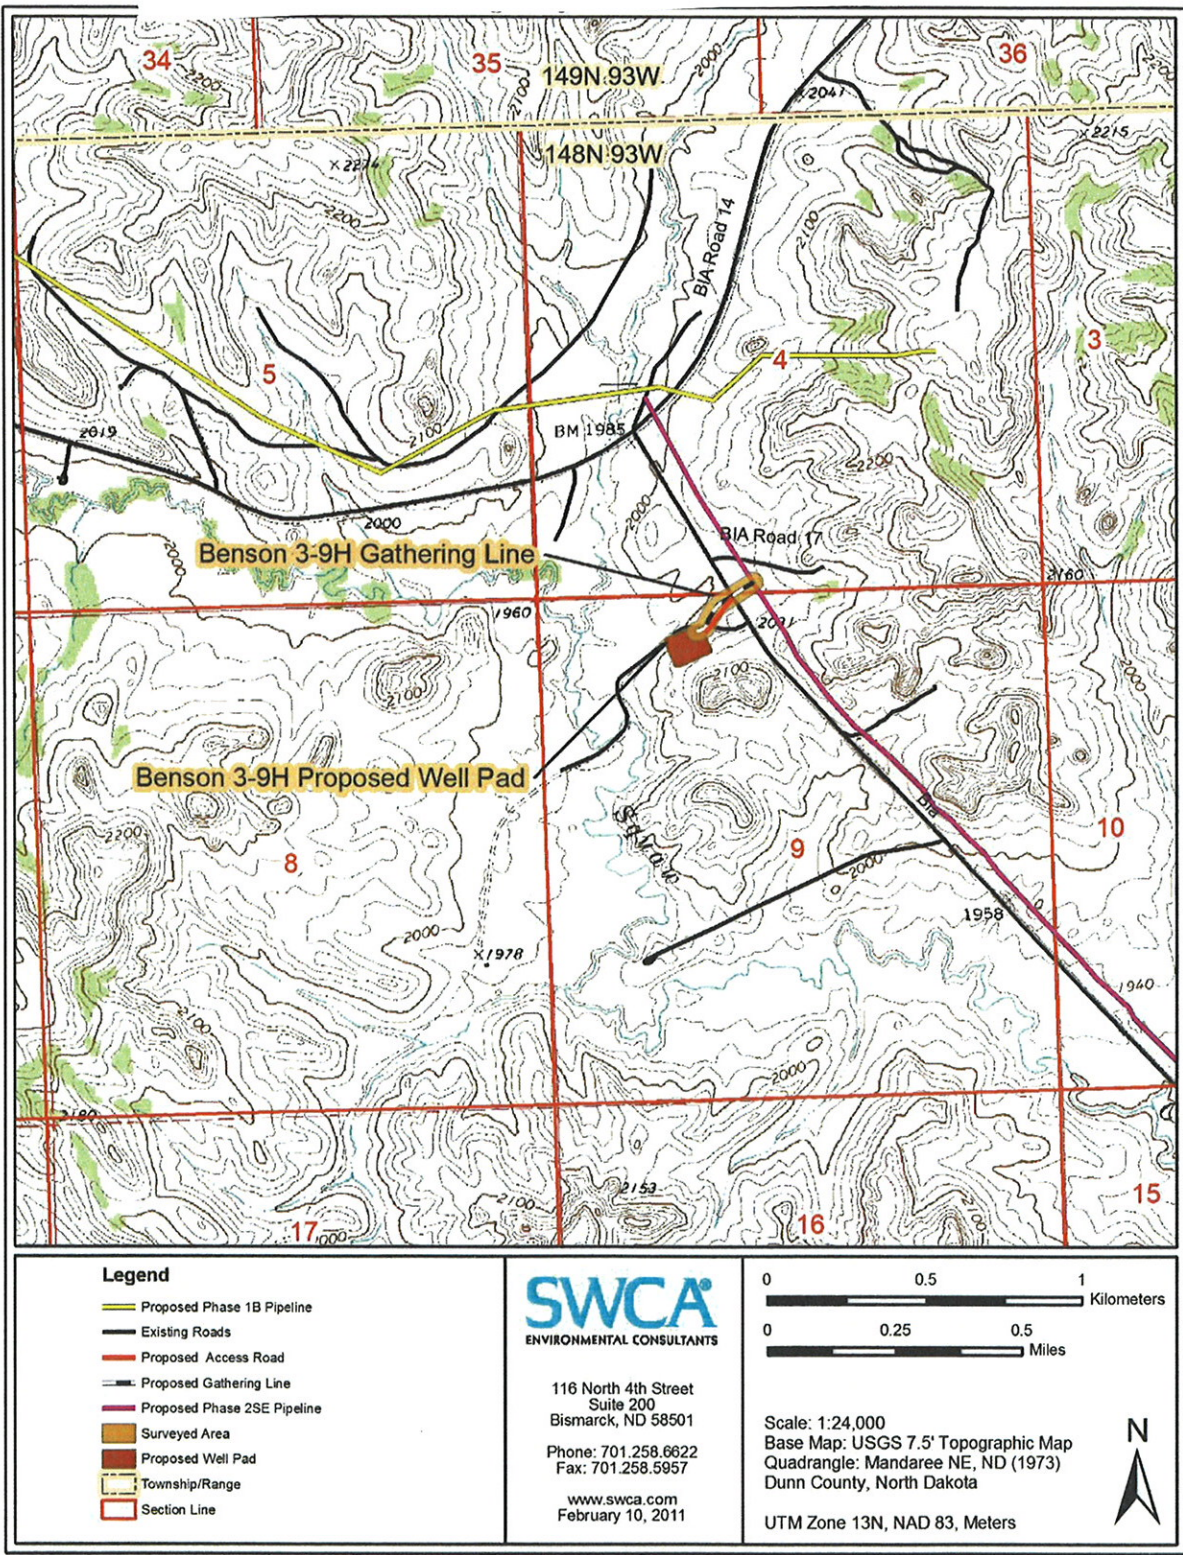 34
35
36
2200
2100
2000
2200
149N 93W
2041
x2215
148N 93W
2200
2100
BIA Road 14
5
4
3
2019
2100
BM 1985
2200
2000
2000
2000
BIA Road 17
Benson 3-9H Gathering Line
2160
1960
2100
2100
2000
Benson 3-9H Proposed Well Pad
Bia
2200
8
9
10
2000
Squaw
1958
2000
x1978
1940
2100
2000
2180
2153
2100
2100
15
17
16
Legend
Proposed Phase 1B Pipeline
Existing Roads
Proposed Access Road
Proposed Gathering Line
Proposed Phase 2SE Pipeline
Surveyed Area
Proposed Well Pad
Township/Range
Section Line
SWCA®
ENVIRONMENTAL CONSULTANTS
116 North 4th Street
Suite 200
Bismarck, ND 58501
Phone: 701.258.6622
Fax: 701.258.5957
www.swca.com
February 10, 2011
0 0.5 1
Kilometers
0 0.25 0.5
Miles
Scale: 1:24,000
Base Map: USGS 7.5' Topographic Map
Quadrangle: Mandaree NE, ND (1973)
Dunn County, North Dakota
UTM Zone 13N, NAD 83, Meters
N